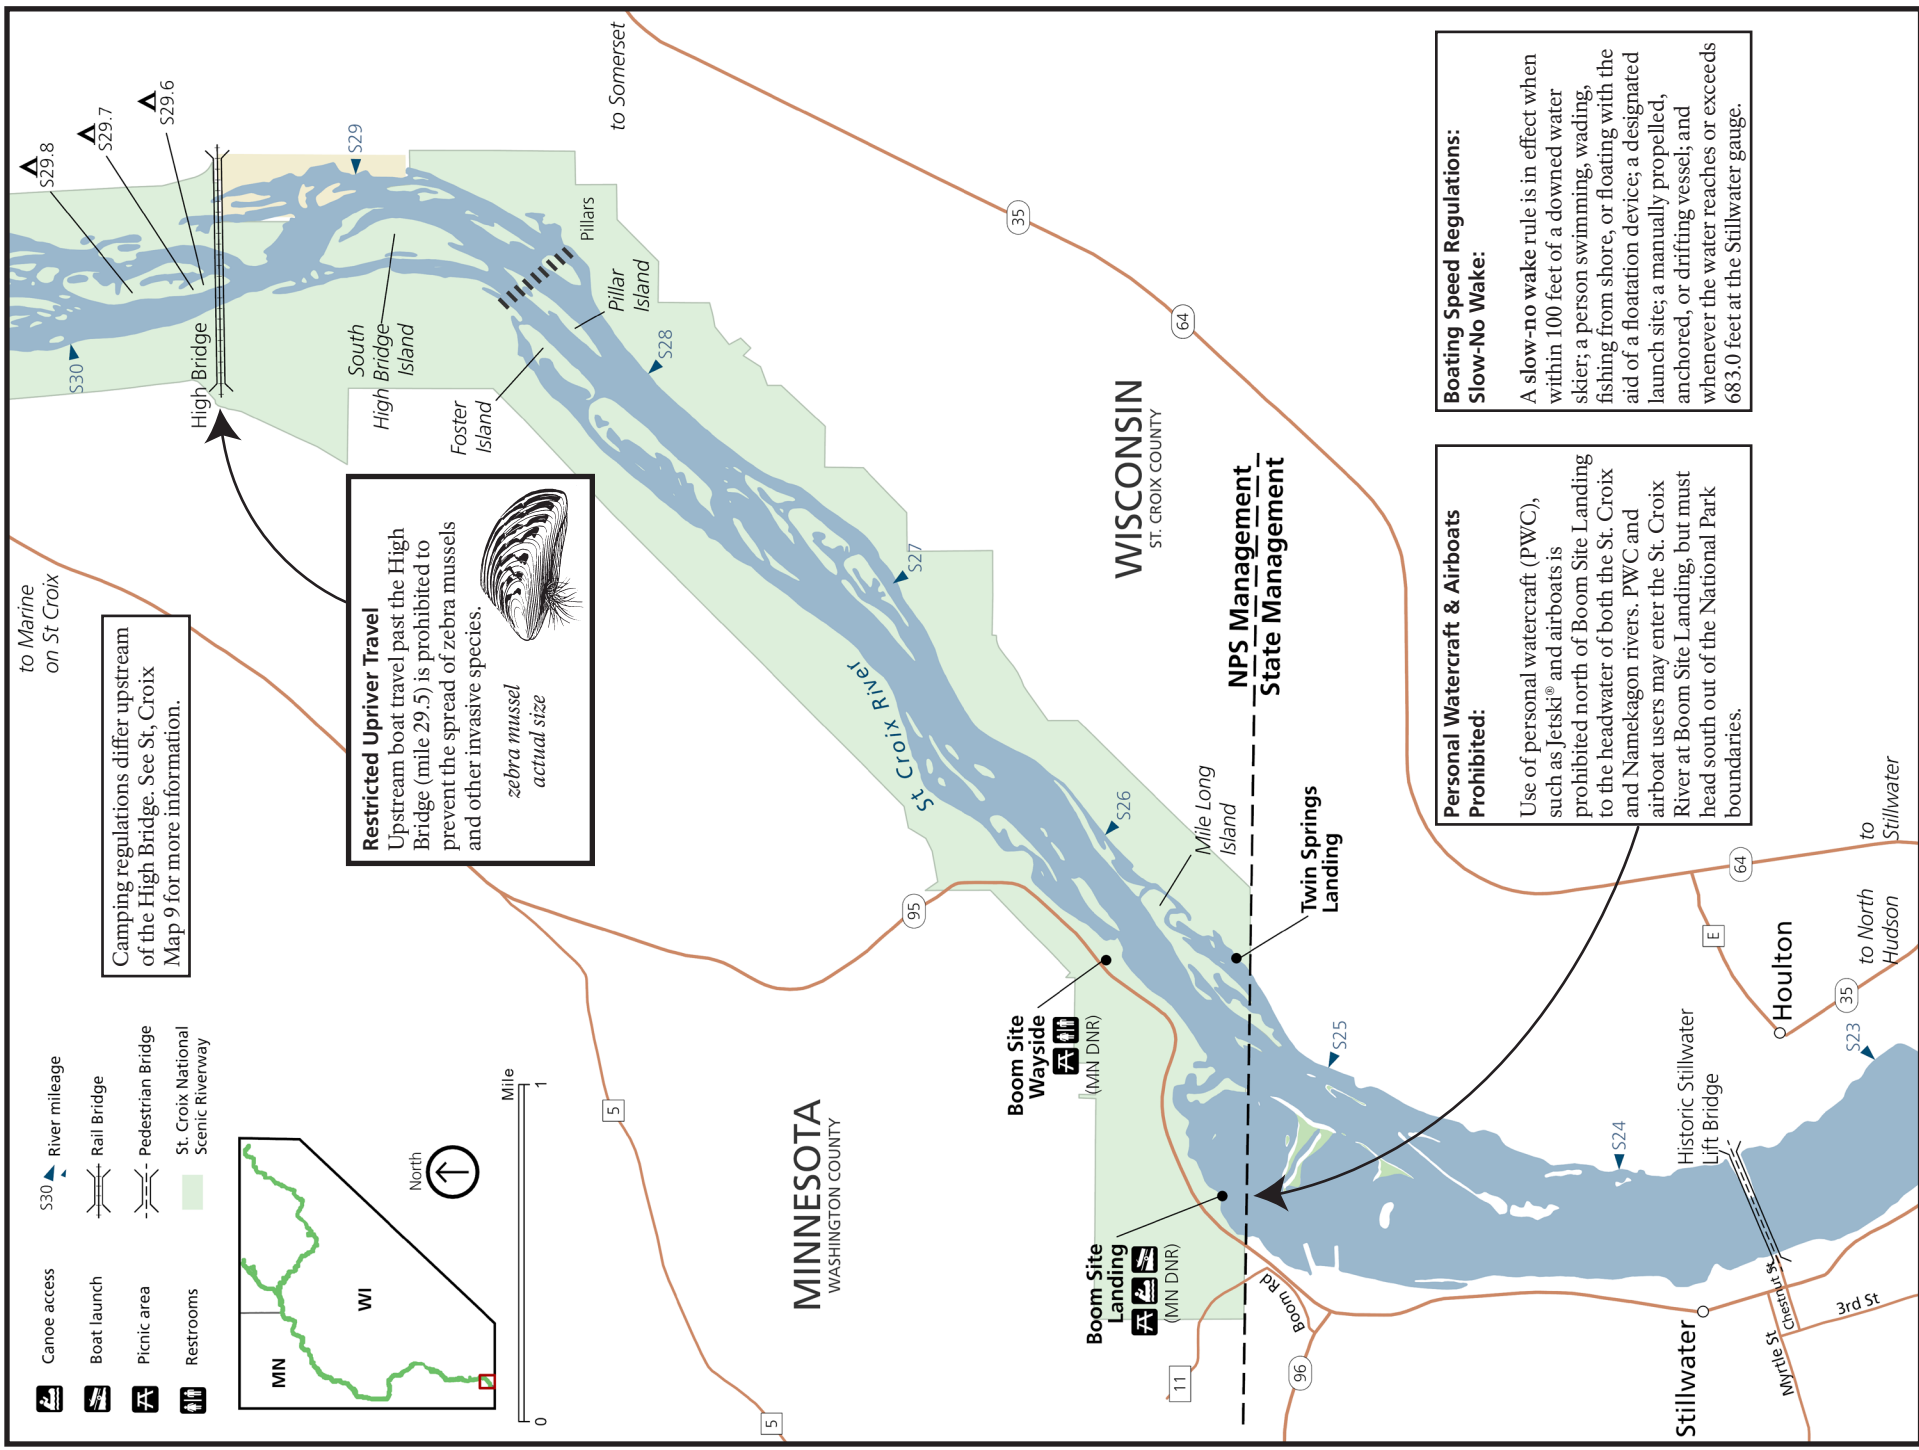 S29.8
S29.7
S29.6
S30
High Bridge
S29
to Somerset
to Marine
on St Croix
Camping regulations differ upstream
of the High Bridge. See St, Croix
Map 9 for more information.
South
High Bridge
Island
Foster
Island
Pillars
Pillar
Island
S28
Restricted Upriver Travel
Upstream boat travel past the High
Bridge (mile 29.5) is prohibited to
prevent the spread of zebra mussels
and other invasive species.
zebra mussel
actual size
S27
St Croix River
35
64
WISCONSIN
ST. CROIX COUNTY
NPS Management
State Management
S26
Mile Long
Island
Twin Springs
Landing
95
5
5
MINNESOTA
WASHINGTON COUNTY
Boom Site
Wayside
(MN DNR)
Boom Site
Landing
(MN DNR)
S25
S24
S23
Historic Stillwater
Lift Bridge
Houlton
E
64
35
to
Stillwater
to North
Hudson
11
96
Boom Rd
Stillwater
Chestnut St
Myrtle St
3rd St
Boating Speed Regulations:
Slow-No Wake:
A slow-no wake rule is in effect when
within 100 feet of a downed water
skier; a person swimming, wading,
fishing from shore, or floating with the
aid of a floatation device; a designated
launch site; a manually propelled,
anchored, or drifting vessel; and
whenever the water reaches or exceeds
683.0 feet at the Stillwater gauge.
Personal Watercraft & Airboats
Prohibited:
Use of personal watercraft (PWC),
such as Jetski® and airboats is
prohibited north of Boom Site Landing
to the headwater of both the St. Croix
and Namekagon rivers. PWC and
airboat users may enter the St. Croix
River at Boom Site Landing, but must
head south out of the National Park
boundaries.
Canoe access
Boat launch
Picnic area
Restrooms
S30
River mileage
Rail Bridge
Pedestrian Bridge
St. Croix National
Scenic Riverway
MN
WI
North
0
1
Mile